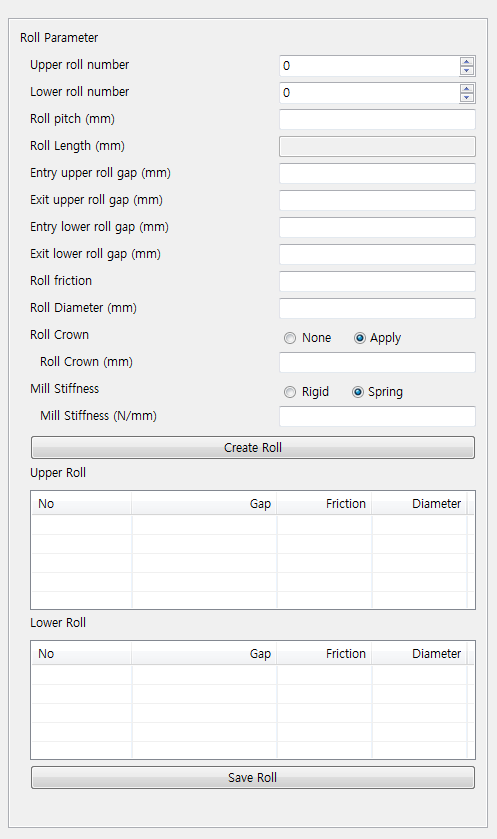 Roll Parameter
Upper roll number 0
Lower roll number 0
Roll pitch (mm)
Roll Length (mm)
Entry upper roll gap (mm)
Exit upper roll gap (mm)
Entry lower roll gap (mm)
Exit lower roll gap (mm)
Roll friction
Roll Diameter (mm)
Roll Crown None Apply
Roll Crown (mm)
Mill Stiffness Rigid Spring
Mill Stiffness (N/mm)
Create Roll
Upper Roll
No Gap Friction Diameter
Lower Roll
No Gap Friction Diameter
Save Roll